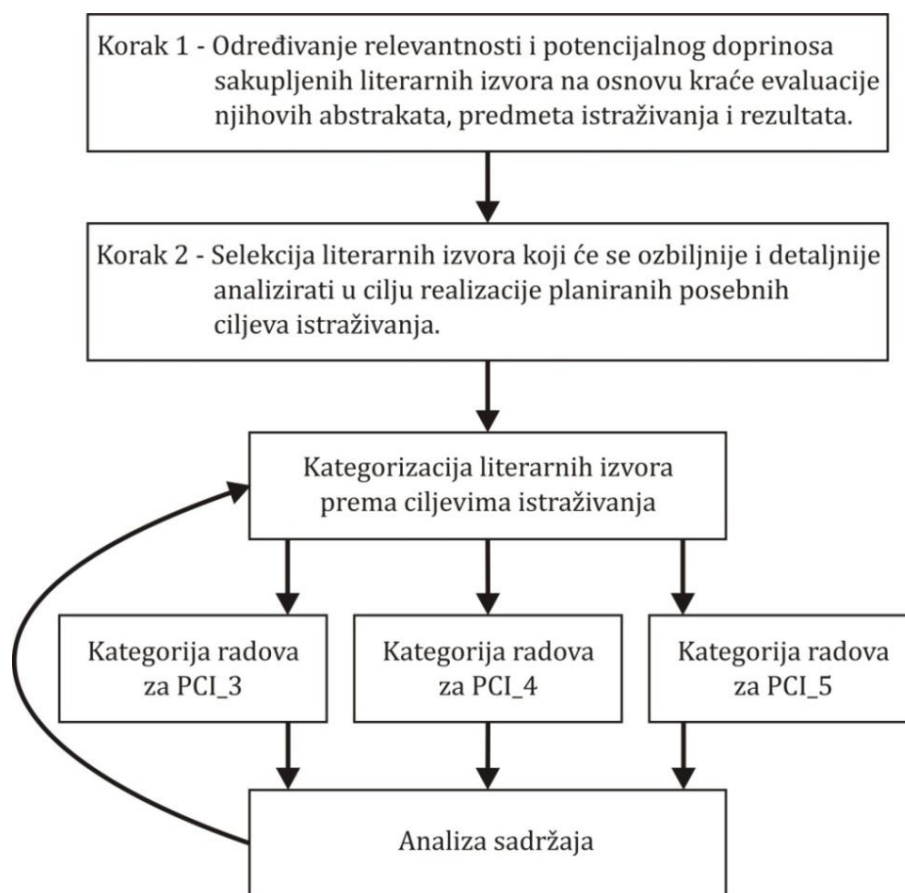 Korak 1 - Određivanje relevantnosti i potencijalnog doprinosa
sakupljenih literarnih izvora na osnovu kraće evaluacije
njihovih abstrakata, predmeta istraživanja i rezultata.
Korak 2 - Selekcija literarnih izvora koji će se ozbiljnije i detaljnije
analizirati u cilju realizacije planiranih posebnih
ciljeva istraživanja.
Kategorizacija literarnih izvora
prema ciljevima istraživanja
Kategorija radova
za PCI_3
Kategorija radova
za PCI_4
Kategorija radova
za PCI_5
Analiza sadržaja